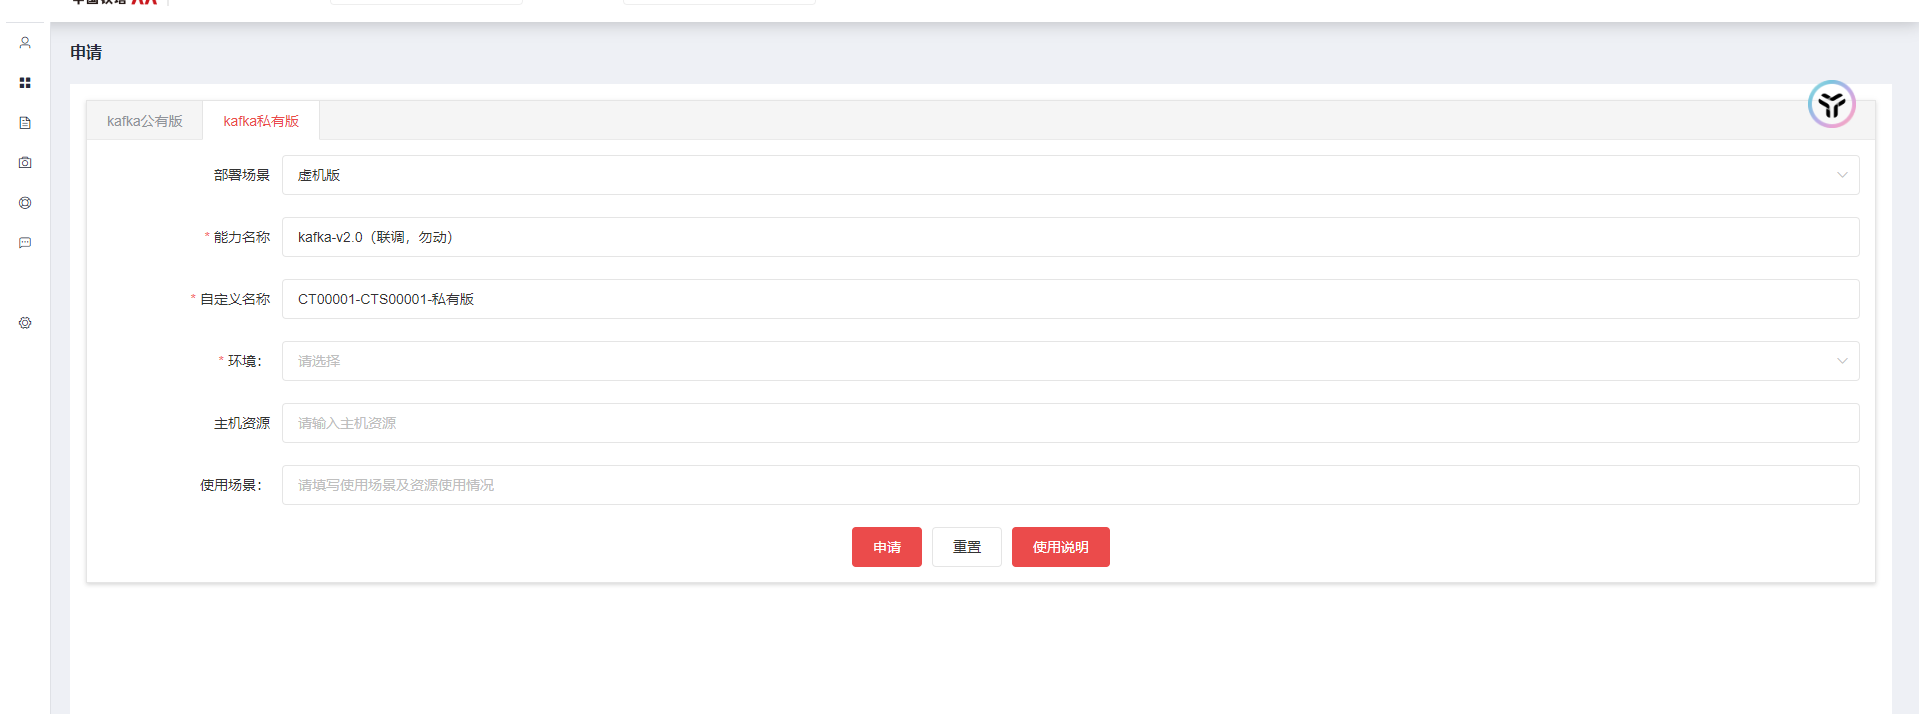 申请
kafka公有版
kafka私有版
部署场景
虚机版
* 能力名称
kafka-v2.0（联调，勿动）
* 自定义名称
CT00001-CTS00001-私有版
* 环境：
请选择
主机资源
请输入主机资源
使用场景：
请填写使用场景及资源使用情况
申请
重置
使用说明